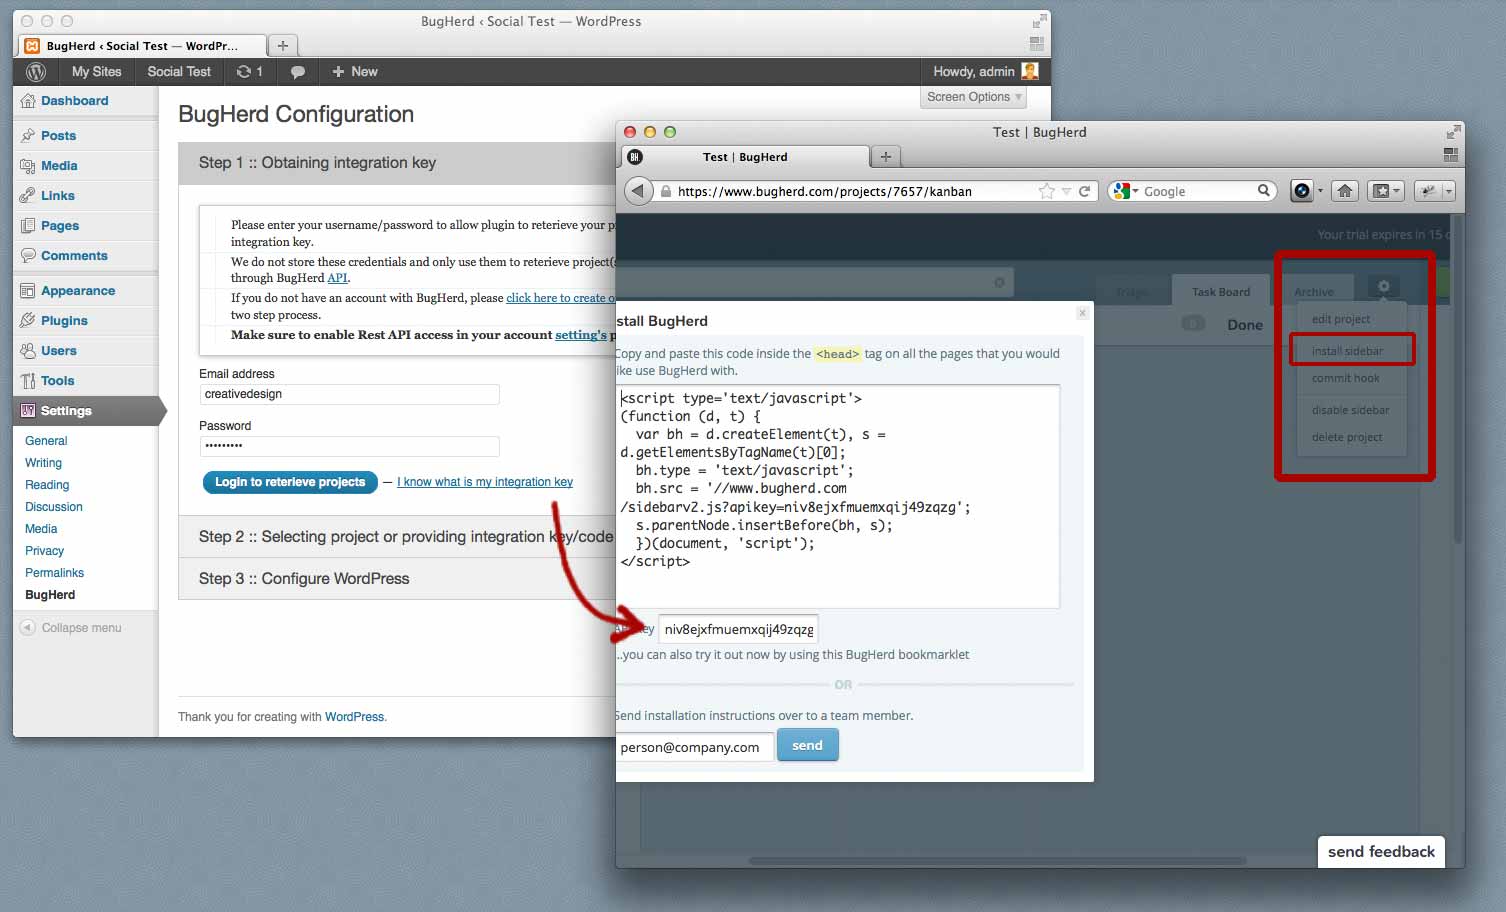 BugHerd ‹ Social Test — WordPress
BugHerd ‹ Social Test — WordPr...
My Sites
Social Test
1
New
Howdy, admin
Screen Options
Dashboard
Posts
Media
Links
Pages
Comments
Appearance
Plugins
Users
Tools
Settings
General
Writing
Reading
Discussion
Media
Privacy
Permalinks
BugHerd
Collapse menu
BugHerd Configuration
Step 1 :: Obtaining integration key
Please enter your username/password to allow plugin to reterieve your p
integration key.
We do not store these credentials and only use them to reterieve project(s
through BugHerd API.
If you do not have an account with BugHerd, please click here to create o
two step process.
Make sure to enable Rest API access in your account setting's p
Email address
creativedesign
Password
•••••••••
Login to reterieve projects — I know what is my integration key
Step 2 :: Selecting project or providing integration key/code
Step 3 :: Configure WordPress
Thank you for creating with WordPress.
Test | BugHerd
BH
Test | BugHerd
https://www.bugherd.com/projects/7657/kanban
Google
Your trial expires in 15 d
Triage
Task Board
Archive
0 Done
edit project
install sidebar
commit hook
disable sidebar
delete project
stall BugHerd
Copy and paste this code inside the <head> tag on all the pages that you would
like use BugHerd with.
<script type='text/javascript'>
(function (d, t) {
var bh = d.createElement(t), s =
d.getElementsByTagName(t)[0];
bh.type = 'text/javascript';
bh.src = '//www.bugherd.com
/sidebarv2.js?apikey=niv8ejxfmuemxqij49zqzg';
s.parentNode.insertBefore(bh, s);
})(document, 'script');
</script>
niv8ejxfmuemxqij49zqzg
...you can also try it out now by using this BugHerd bookmarklet
OR
Send installation instructions over to a team member.
person@company.com
send
send feedback